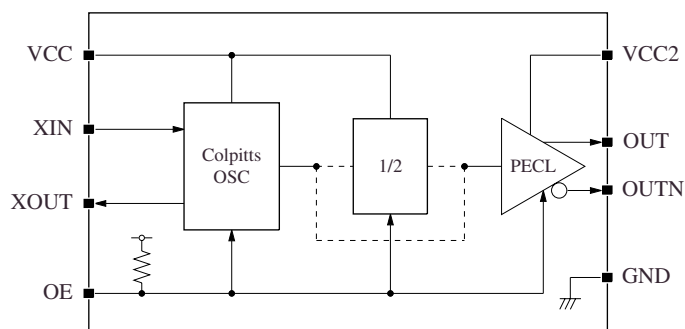 VCC
VCC2
XIN
Colpitts
OSC
1/2
PECL
OUT
XOUT
OUTN
OE
GND